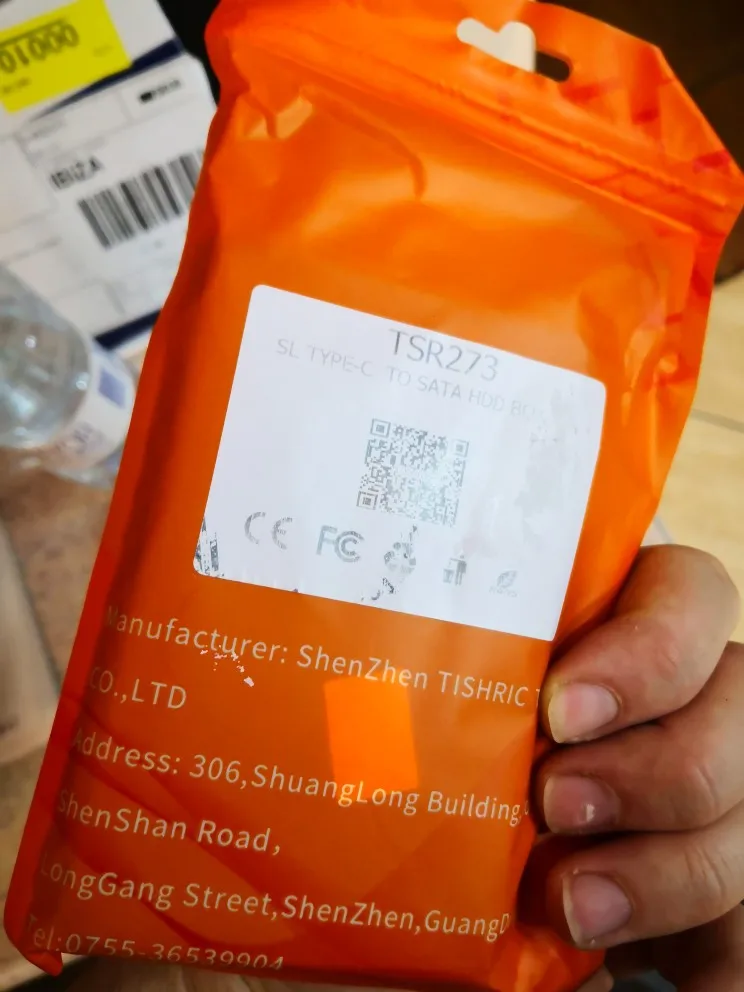 00010
IBIZA
TSR273
SL TYPE-C TO SATA HDD
CE FC
Manufacturer: ShenZhen TISHRIC
CO.,LTD
Address: 306,ShuangLong Building,
ShenShan Road,
LongGang Street,ShenZhen,GuangD
Tel:0755-36539904